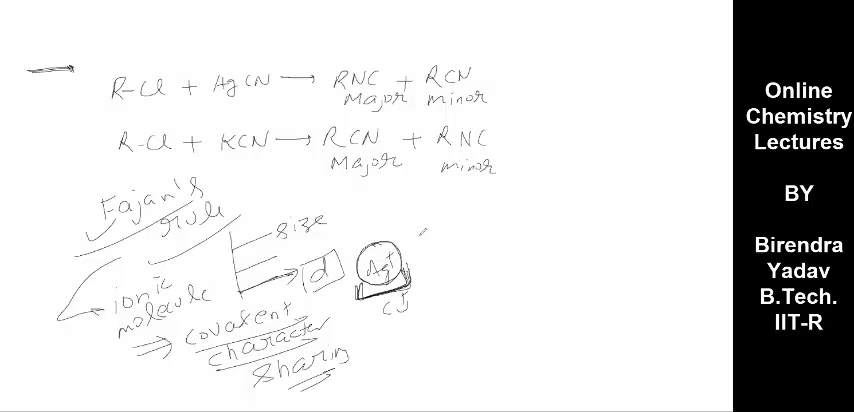 R-Cl + AgCN → RNC + RCN
Major minor
R-Cl + KCN → RCN + RNC
Major minor
Fajan's
rule
size
d
Ag+
ionic
molecule
covalent
character
sharing
Online
Chemistry
Lectures
BY
Birendra
Yadav
B.Tech.
IIT-R